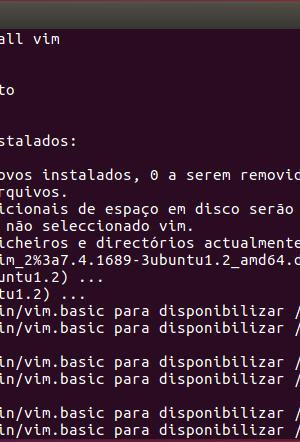 all vim
to
stalados:
ovos instalados, 0 a serem removid
rquivos.
icionais de espaço em disco serão
não seleccionado vim.
icheiros e directórios actualmente
im_2%3a7.4.1689-3ubuntu1.2_amd64.d
untu1.2) ...
tu1.2) ...
in/vim.basic para disponibilizar /
in/vim.basic para disponibilizar /
in/vim.basic para disponibilizar /
in/vim.basic para disponibilizar /
in/vim.basic para disponibilizar /
in/vim.basic para disponibilizar /